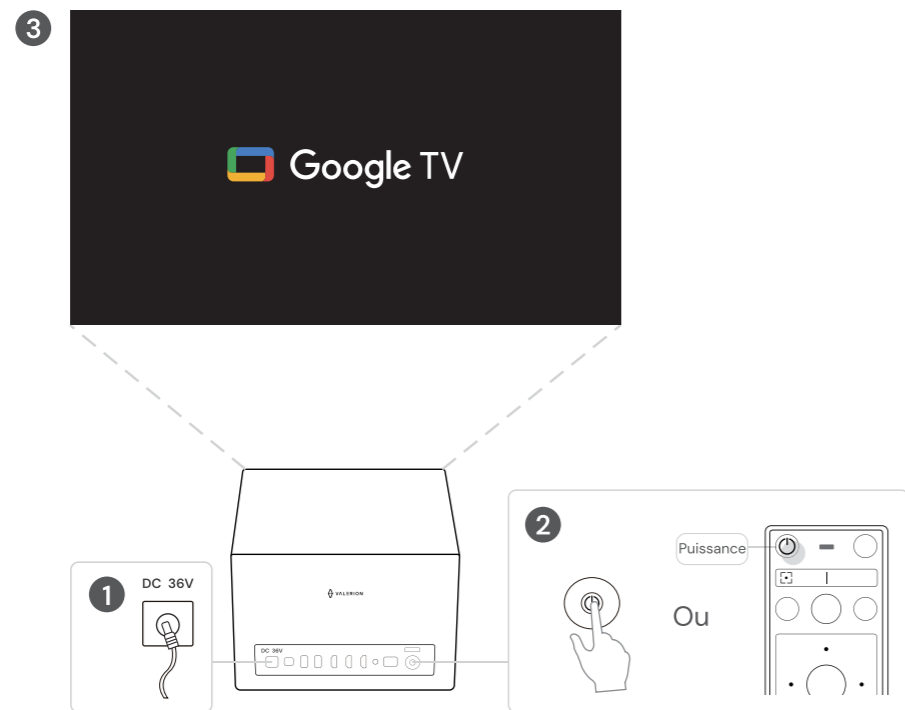 3
Google TV
1
DC 36V
VALERION
DC 36V
2
Puissance
Ou